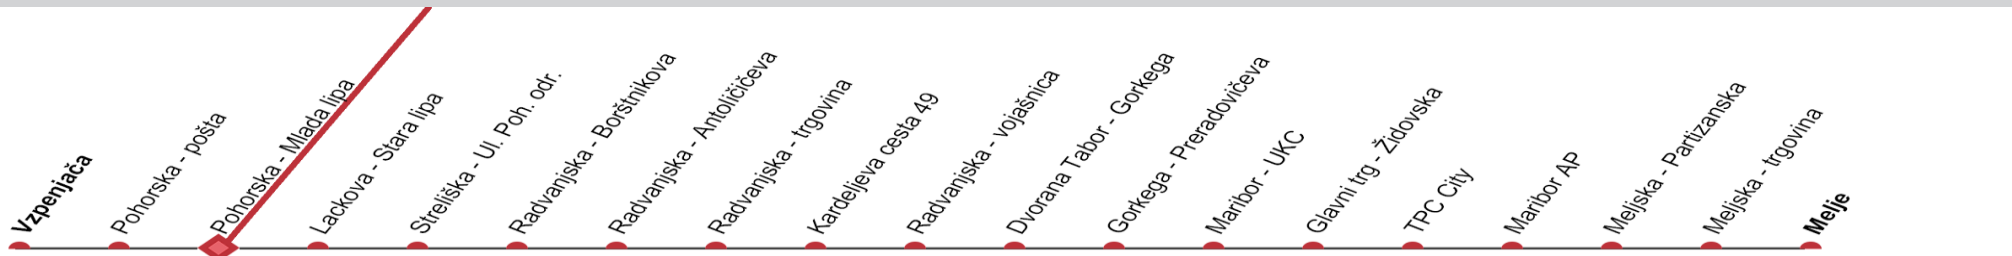 Vzpenjača
Pohorska - pošta
Pohorska - Mlada lipa
Lackova - Stara lipa
Streliška - Ul. Poh. odr.
Radvanjska - Borštnikova
Radvanjska - Antoličičeva
Radvanjska - trgovina
Kardeljeva cesta 49
Radvanjska - vojašnica
Dvorana Tabor - Gorkega
Gorkega - Preradovičeva
Maribor - UKC
Glavni trg - Židovska
TPC City
Maribor AP
Meljska - Partizanska
Meljska - trgovina
Melje